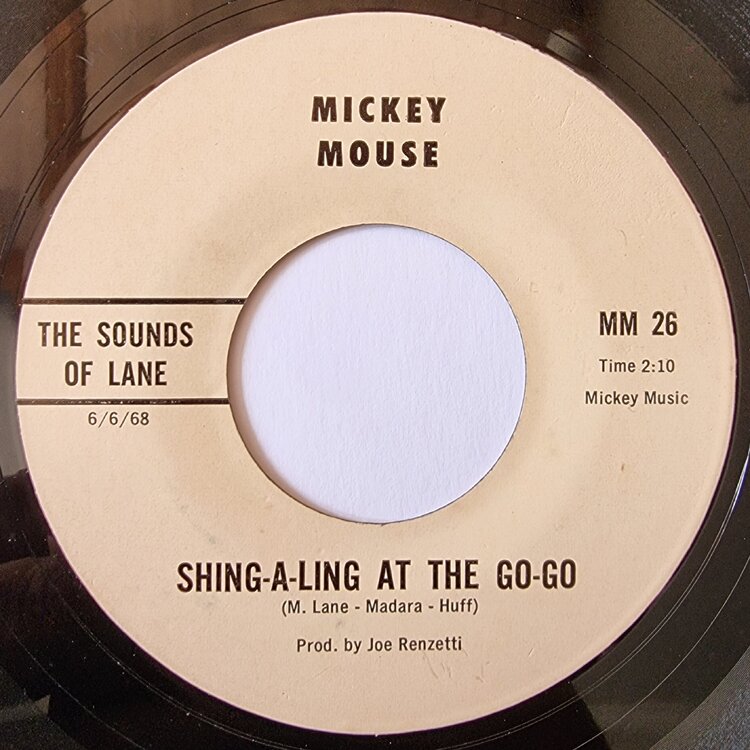 MICKEY
MOUSE
THE SOUNDS
OF LANE
6/6/68
MM 26
Time 2:10
Mickey Music
SHING-A-LING AT THE GO-GO
(M. Lane - Madara - Huff)
Prod. by Joe Renzetti